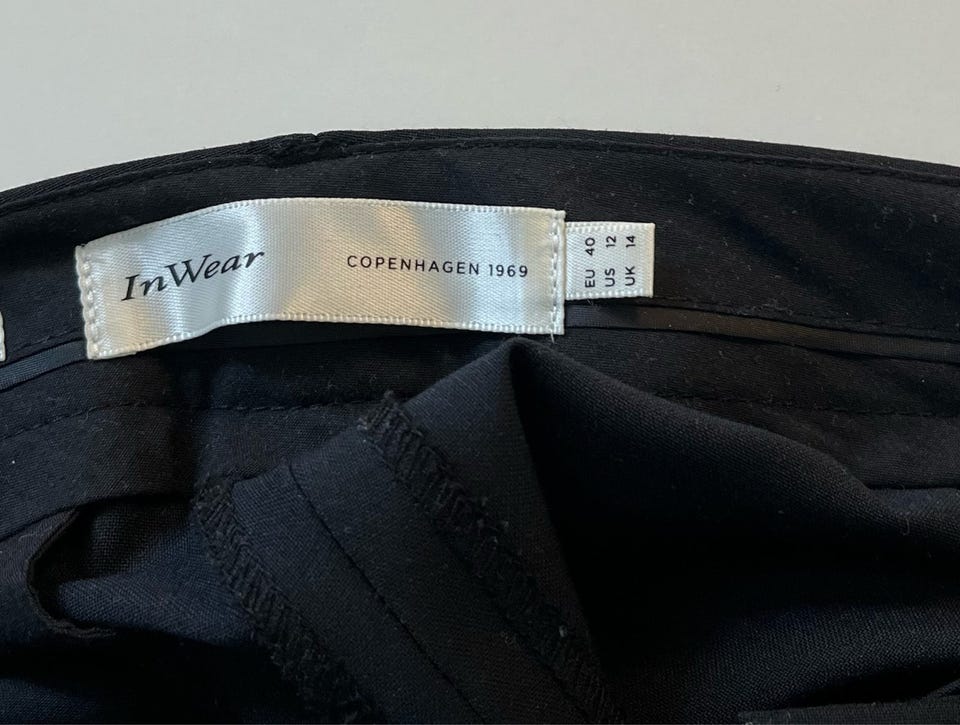 InWear
COPENHAGEN 1969
EU 40
US 12
UK 14